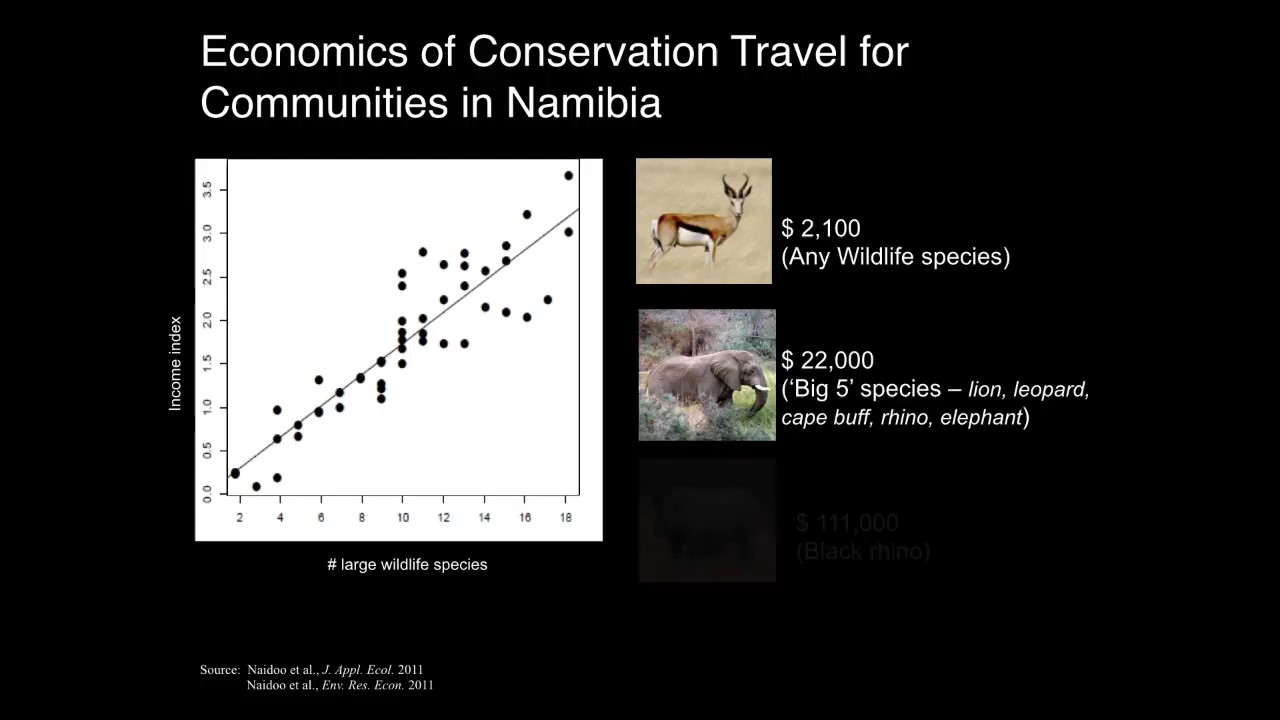 Economics of Conservation Travel for
Communities in Namibia
3.5
3.0
2.5
2.0
1.5
1.0
0.5
0.0
Income index
2 4 6 8 10 12 14 16 18
# large wildlife species
$ 2,100
(Any Wildlife species)
$ 22,000
(‘Big 5’ species – lion, leopard,
cape buff, rhino, elephant)
$ 111,000
(Black rhino)
Source: Naidoo et al., J. Appl. Ecol. 2011
Naidoo et al., Env. Res. Econ. 2011